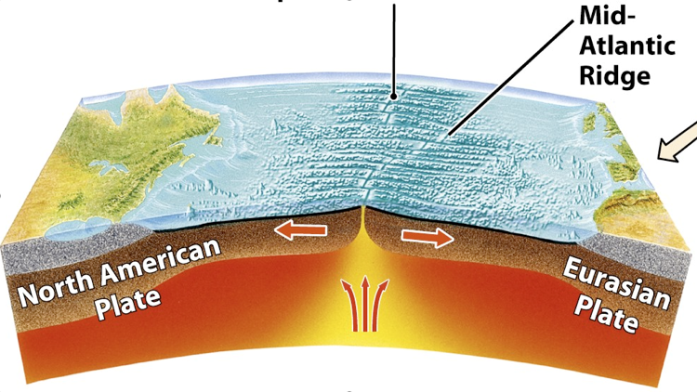 Mid-
Atlantic
Ridge
North American
Plate
Eurasian
Plate